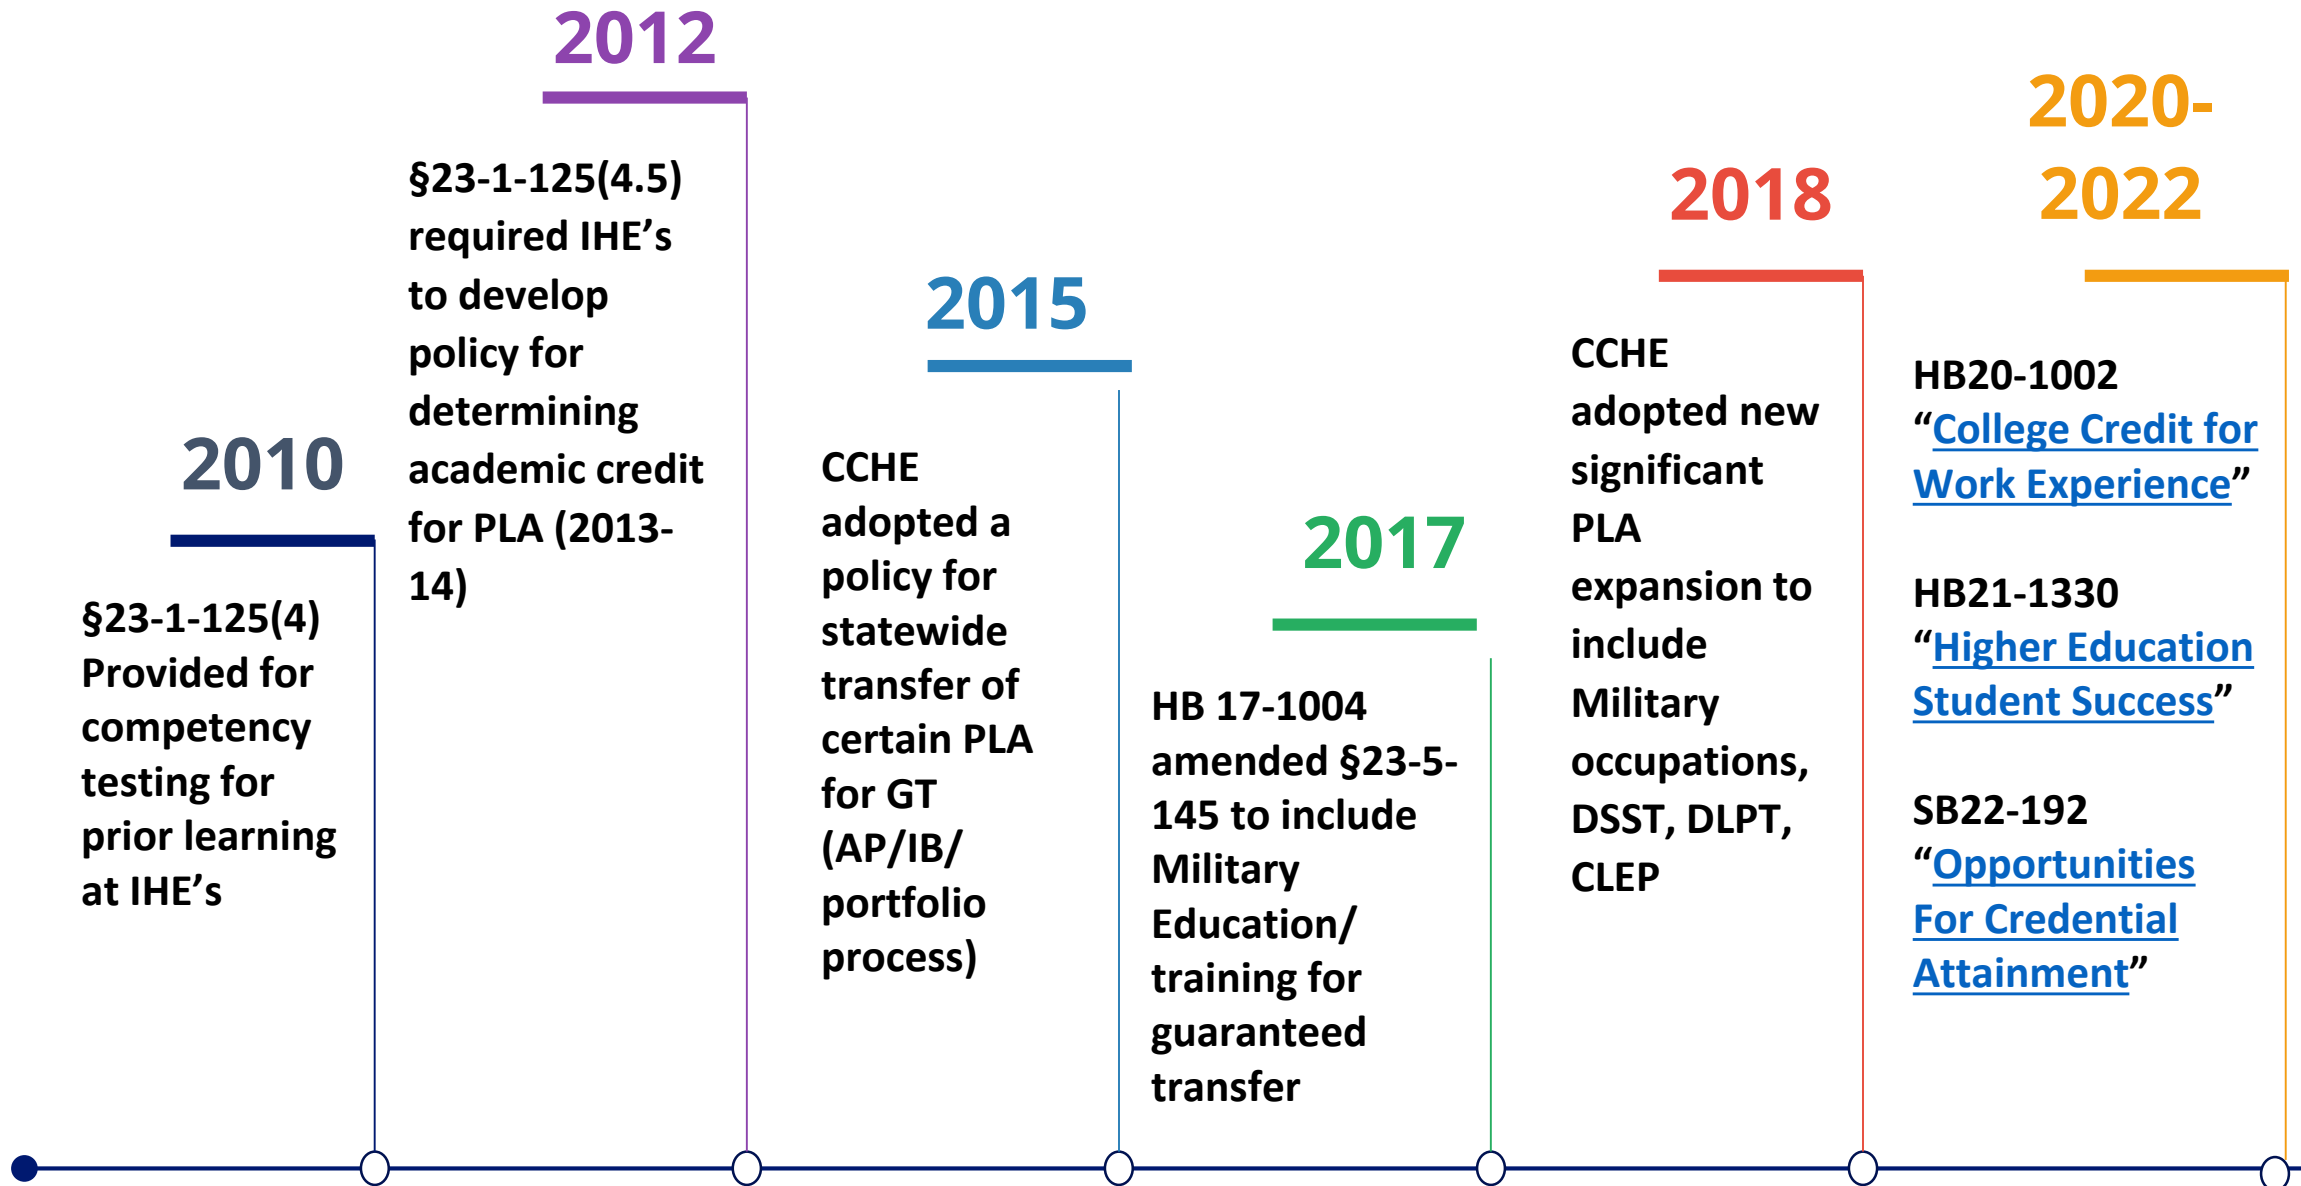 2010
§23-1-125(4)
Provided for
competency
testing for
prior learning
at IHE’s
2012
§23-1-125(4.5)
required IHE’s
to develop
policy for
determining
academic credit
for PLA (2013-
14)
2015
CCHE
adopted a
policy for
statewide
transfer of
certain PLA
for GT
(AP/IB/
portfolio
process)
2017
HB 17-1004
amended §23-5-
145 to include
Military
Education/
training for
guaranteed
transfer
2018
CCHE
adopted new
significant
PLA
expansion to
include
Military
occupations,
DSST, DLPT,
CLEP
2020-
2022
HB20-1002
“College Credit for
Work Experience”
HB21-1330
“Higher Education
Student Success”
SB22-192
“Opportunities
For Credential
Attainment”